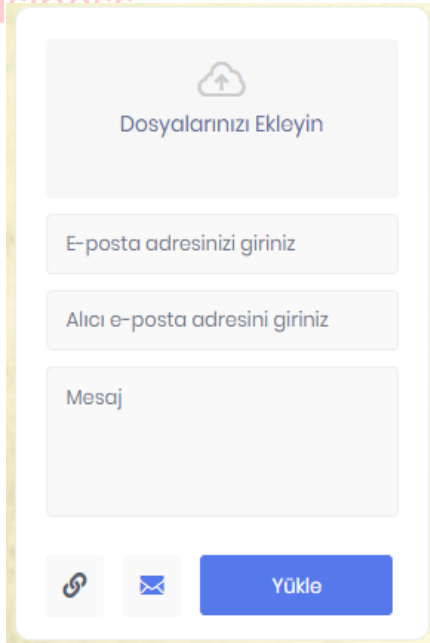 Dosyalarınızı Ekleyin
E-posta adresinizi giriniz
Alıcı e-posta adresini giriniz
Mesaj
Yükle